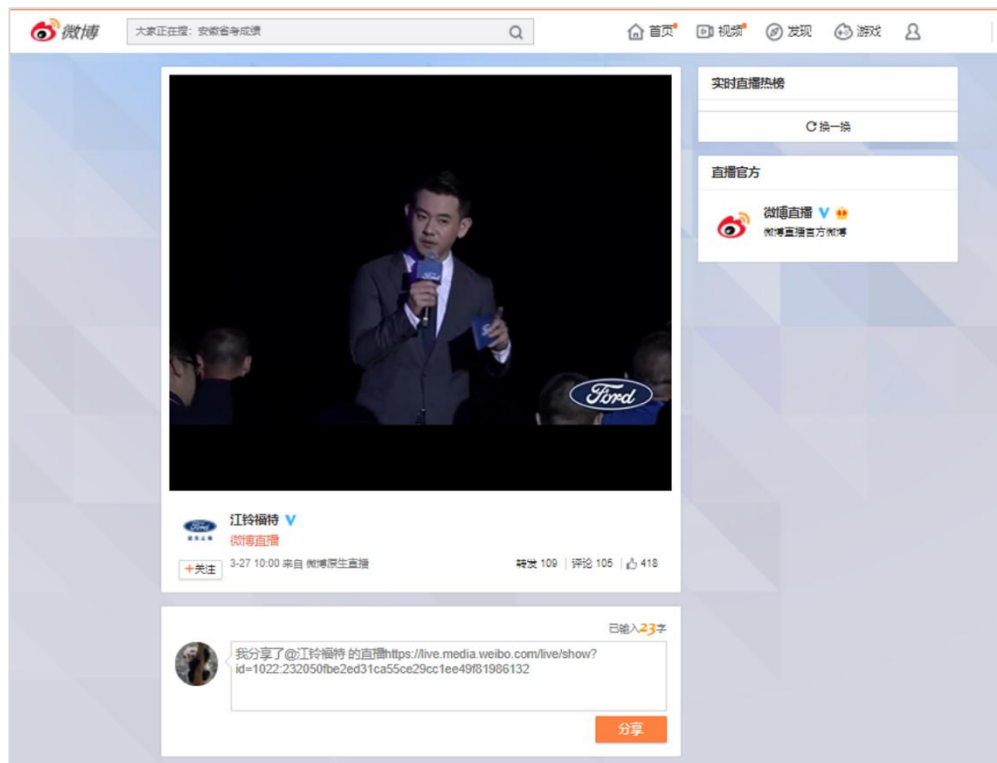 微博
大家正在搜：安徽省考成绩
首页
视频
发现
游戏
实时直播热榜
换一换
直播官方
微博直播
微博直播官方微博
Ford
Ford
Ford
Ford
江铃福特
微博直播
+关注
3-27 10:00 来自 微博原生直播
转发 109
评论 105
418
已输入23字
我分享了@江铃福特 的直播https://live.media.weibo.com/live/show?
id=1022:232050fbe2ed31ca55ce29cc1ee49f81986132
分享